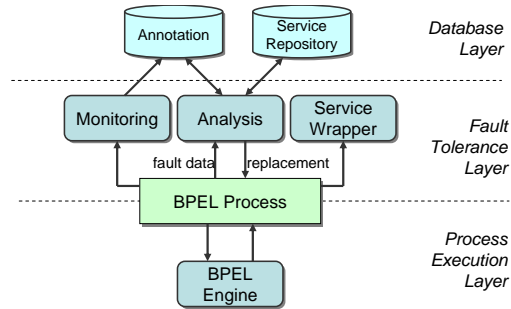 Annotation
Service
Repository
Database
Layer
Monitoring
Analysis
Service
Wrapper
Fault
Tolerance
Layer
fault data
replacement
BPEL Process
BPEL
Engine
Process
Execution
Layer